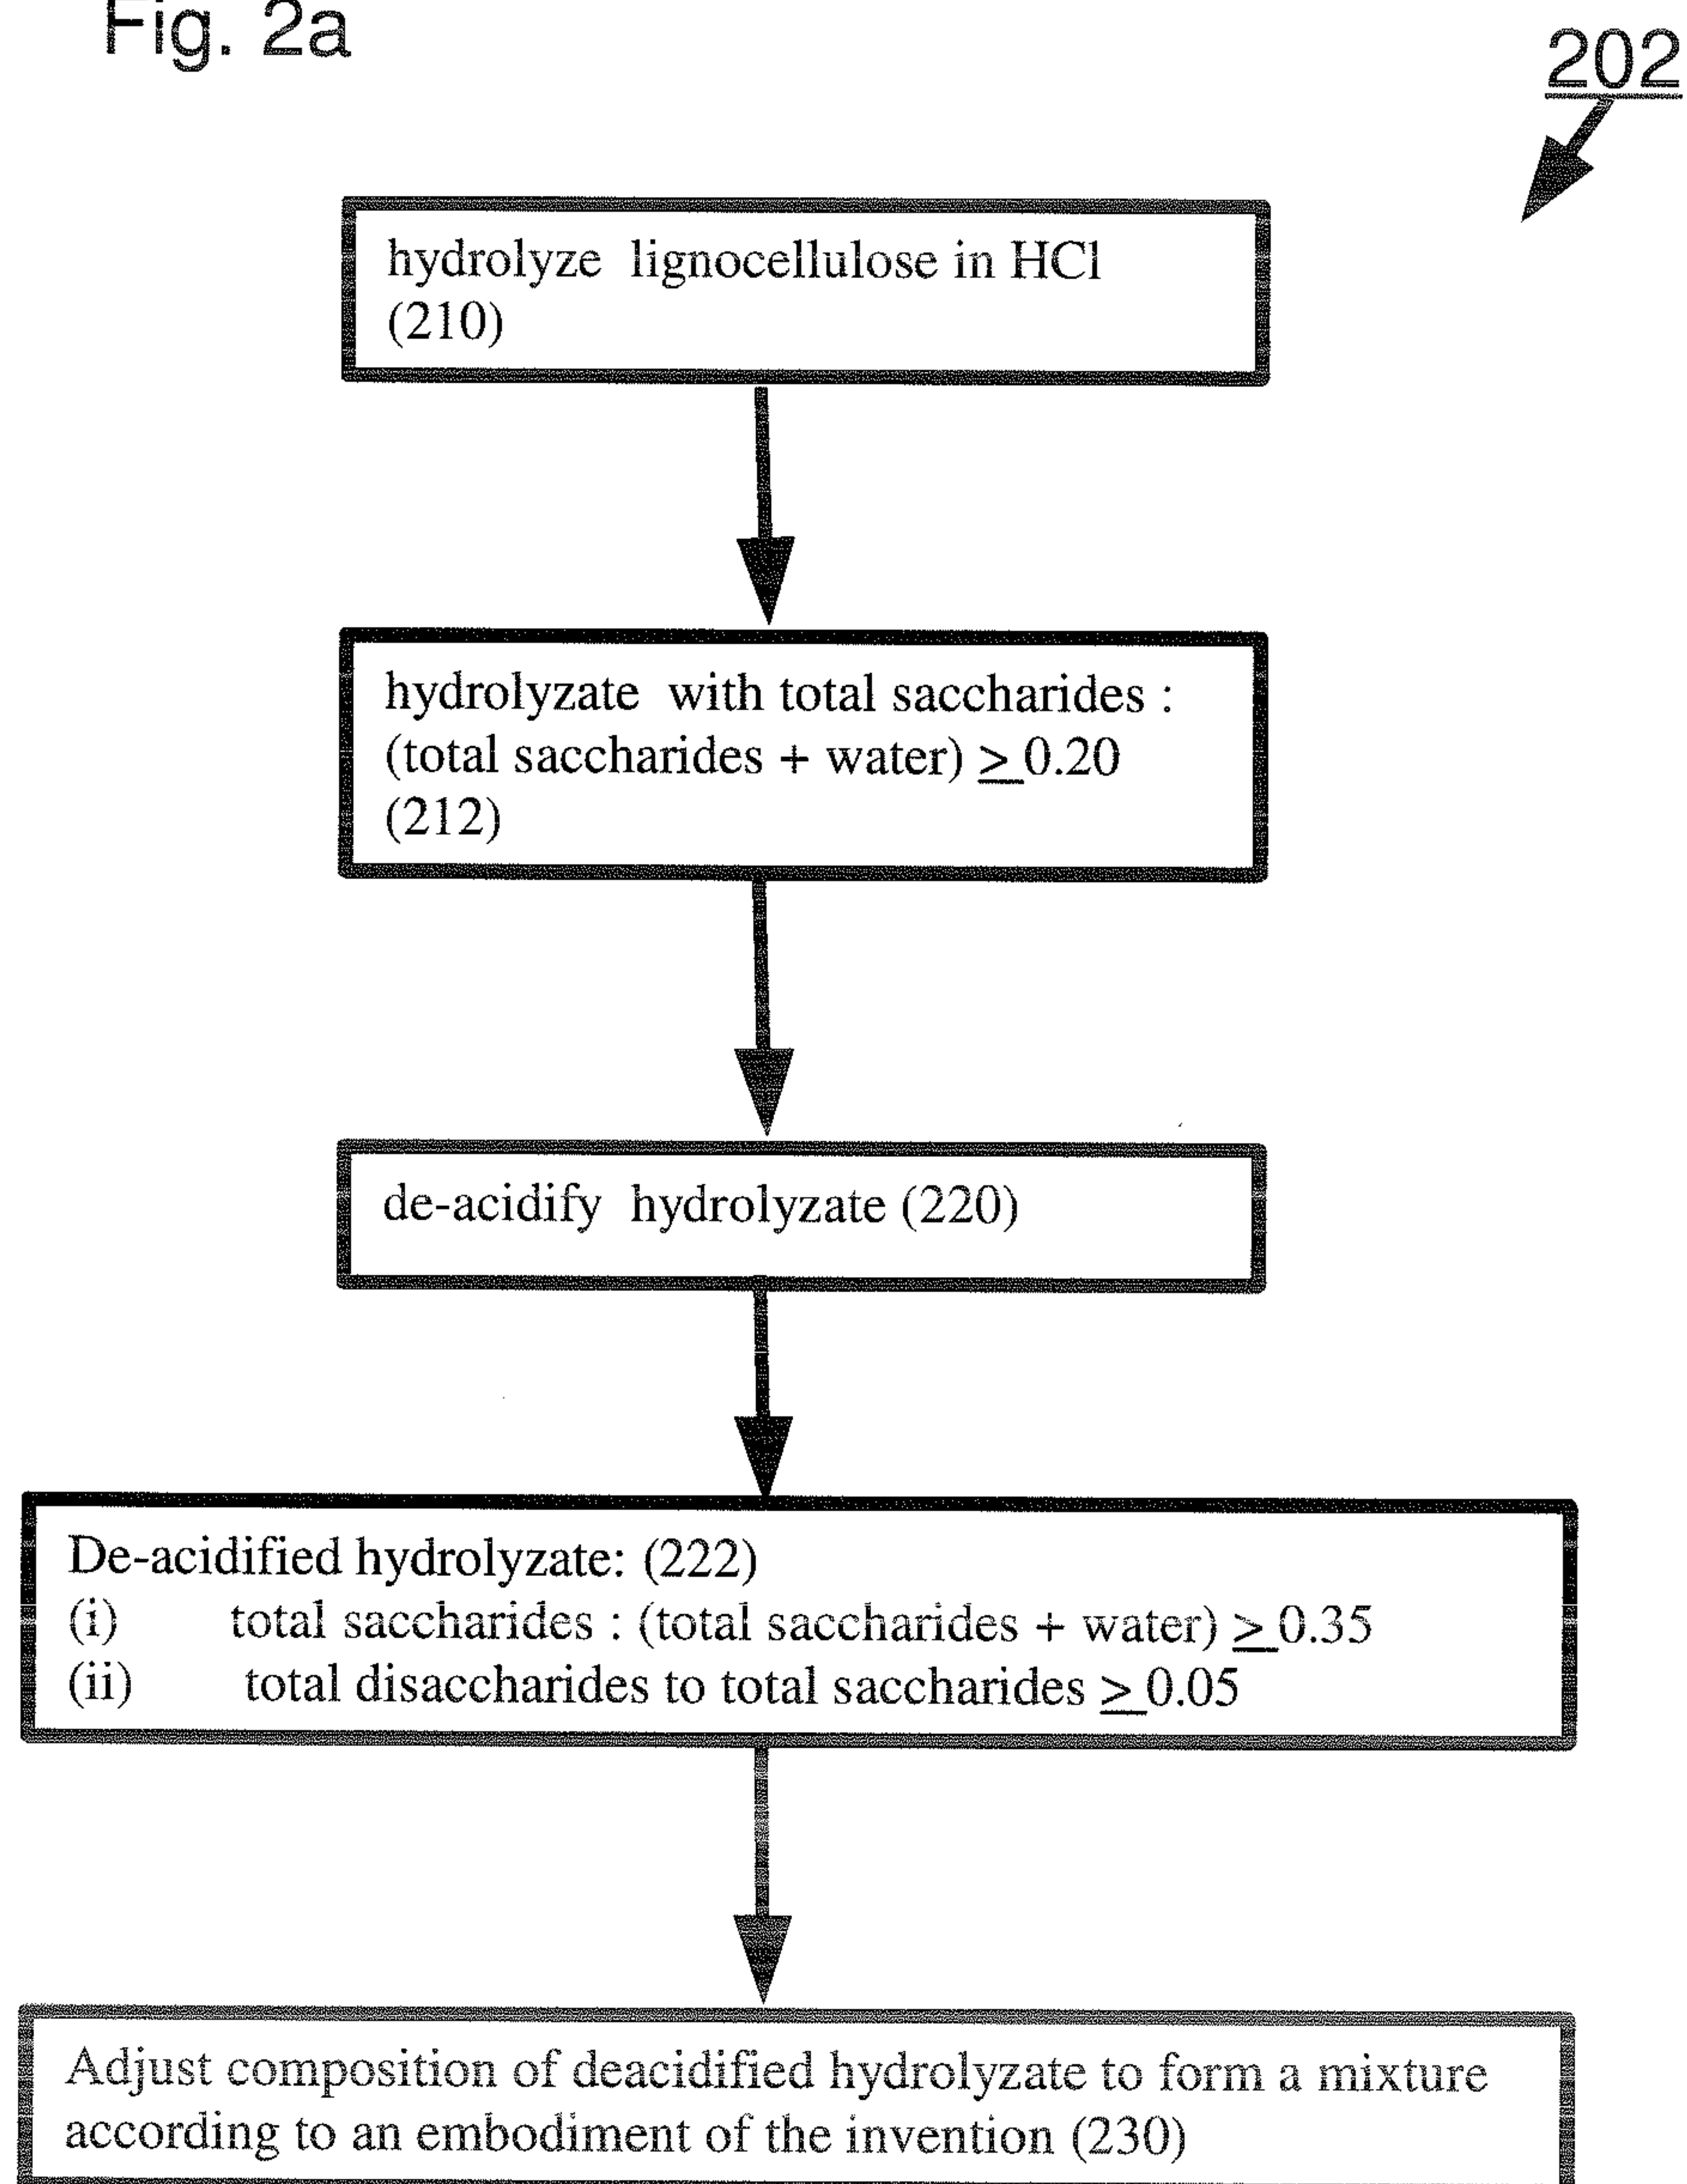 Fig. 2a
202
hydrolyze lignocellulose in HCl
(210)
hydrolyzate with total saccharides :
(total saccharides + water) ≥ 0.20
(212)
de-acidify hydrolyzate (220)
De-acidified hydrolyzate: (222)
(i) total saccharides : (total saccharides + water) ≥ 0.35
(ii) total disaccharides to total saccharides ≥ 0.05
Adjust composition of deacidified hydrolyzate to form a mixture
according to an embodiment of the invention (230)